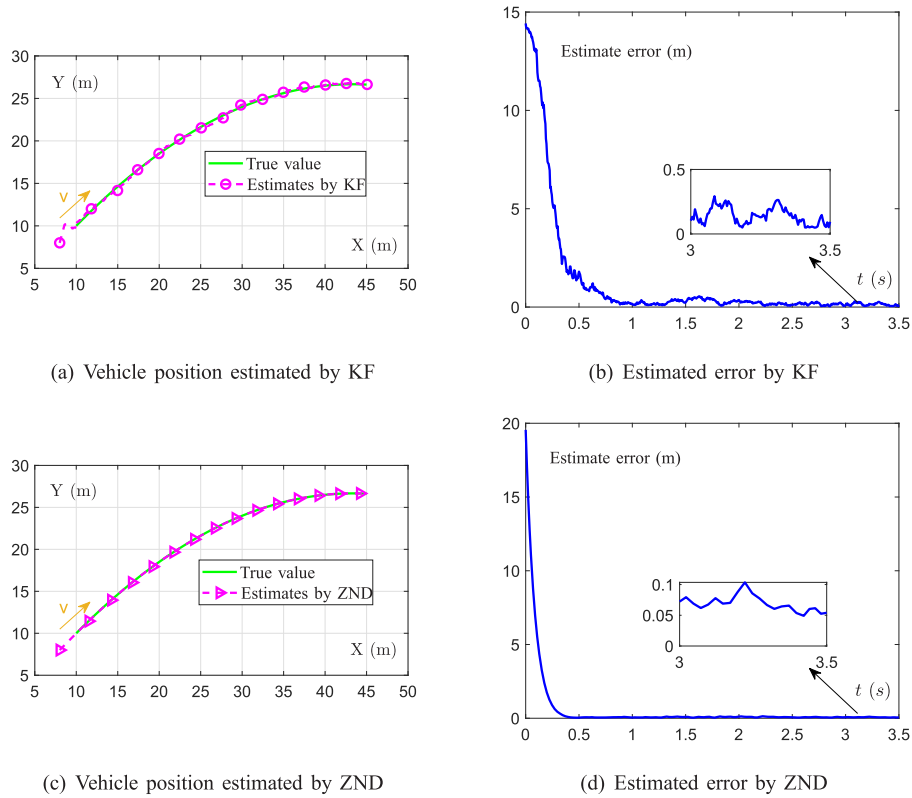 30
25
20
15
10
5
5 10 15 20 25 30 35 40 45 50
Y (m)
X (m)
v
True value
Estimates by KF
(a) Vehicle position estimated by KF
15
10
5
0
0 0.5 1 1.5 2 2.5 3 3.5
Estimate error (m)
0.5
0
3 3.5
t (s)
(b) Estimated error by KF
30
25
20
15
10
5
5 10 15 20 25 30 35 40 45 50
Y (m)
X (m)
v
True value
Estimates by ZND
(c) Vehicle position estimated by ZND
20
15
10
5
0
0 0.5 1 1.5 2 2.5 3 3.5
Estimate error (m)
0.1
0.05
0
3 3.5
t (s)
(d) Estimated error by ZND